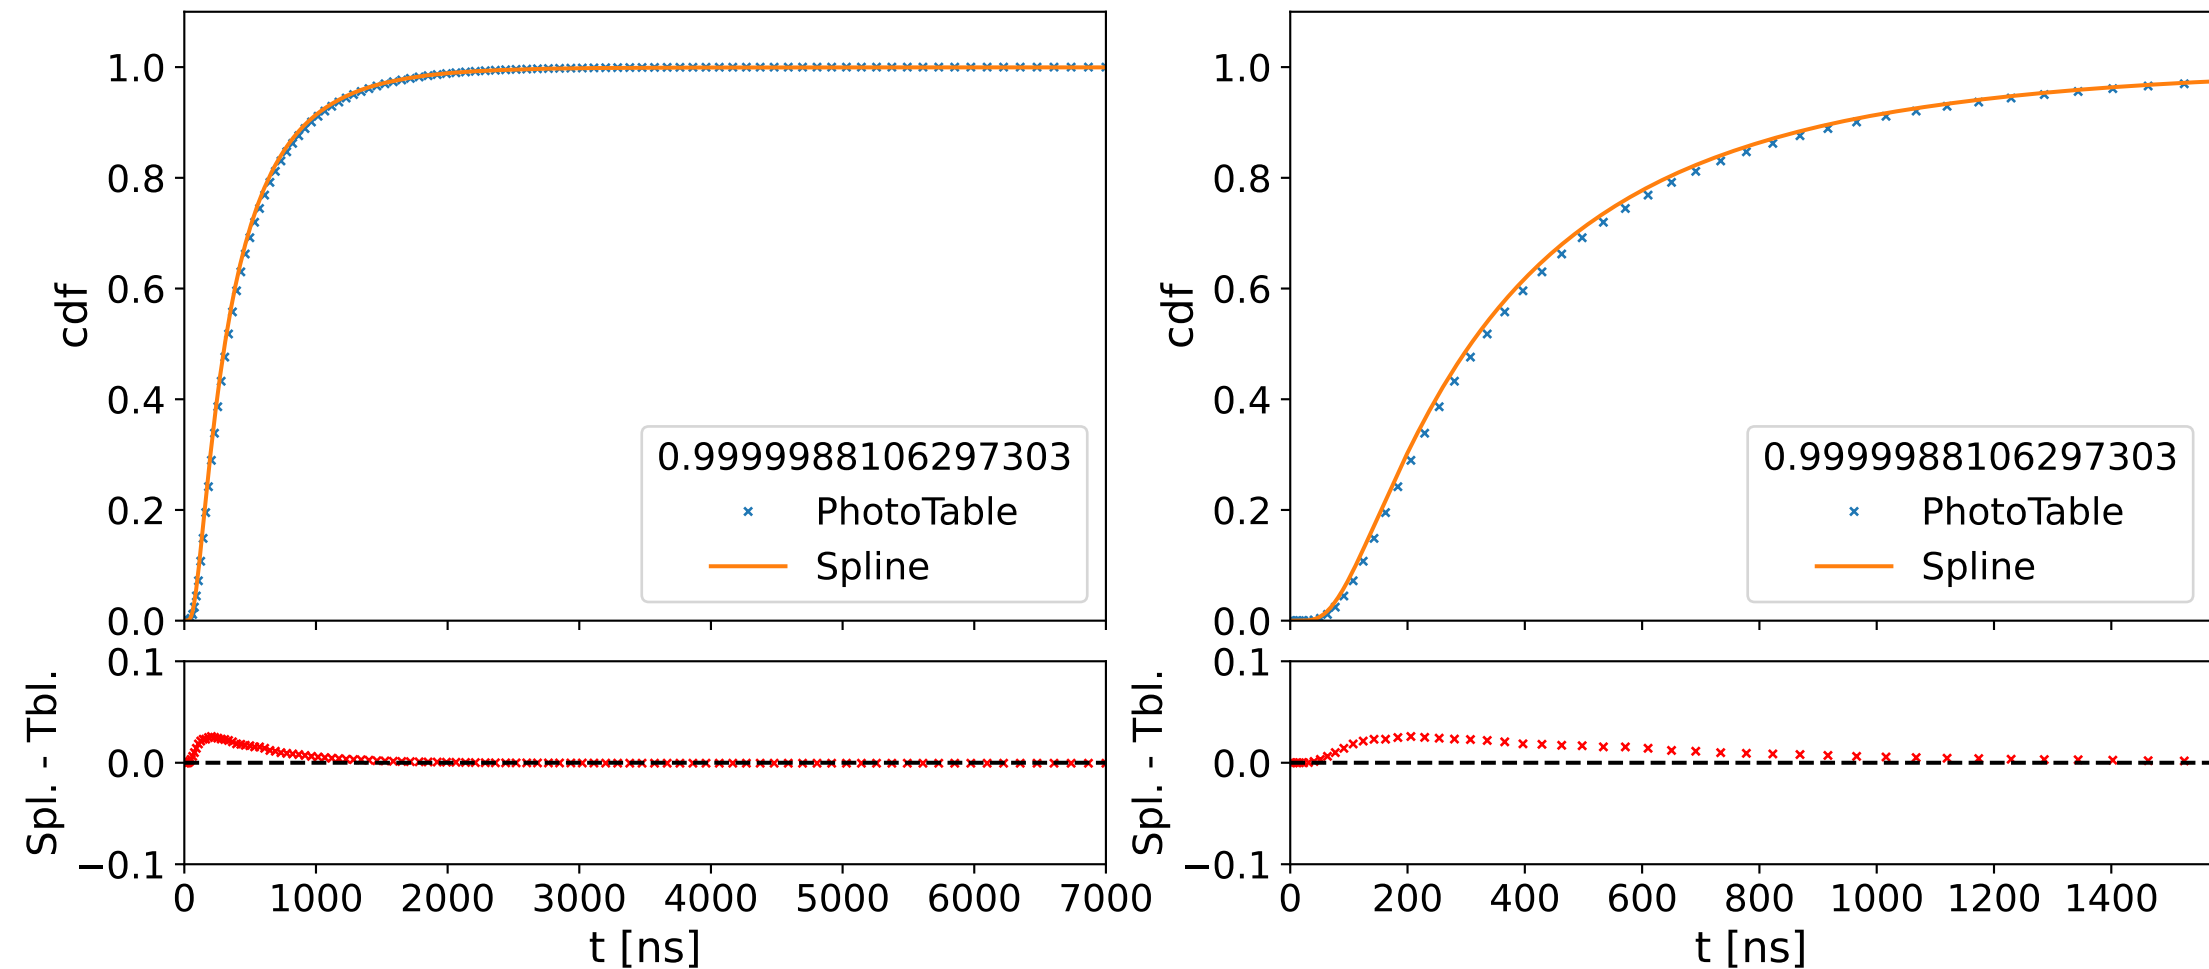 cdf
1.0
0.8
0.6
0.4
0.2
0.0
0.9999988106297303
PhotoTable
Spline
Spl. - Tbl.
0.1
0.0
−0.1
0 1000 2000 3000 4000 5000 6000 7000
t [ns]
cdf
1.0
0.8
0.6
0.4
0.2
0.0
0.9999988106297303
PhotoTable
Spline
Spl. - Tbl.
0.1
0.0
−0.1
0 200 400 600 800 1000 1200 1400
t [ns]